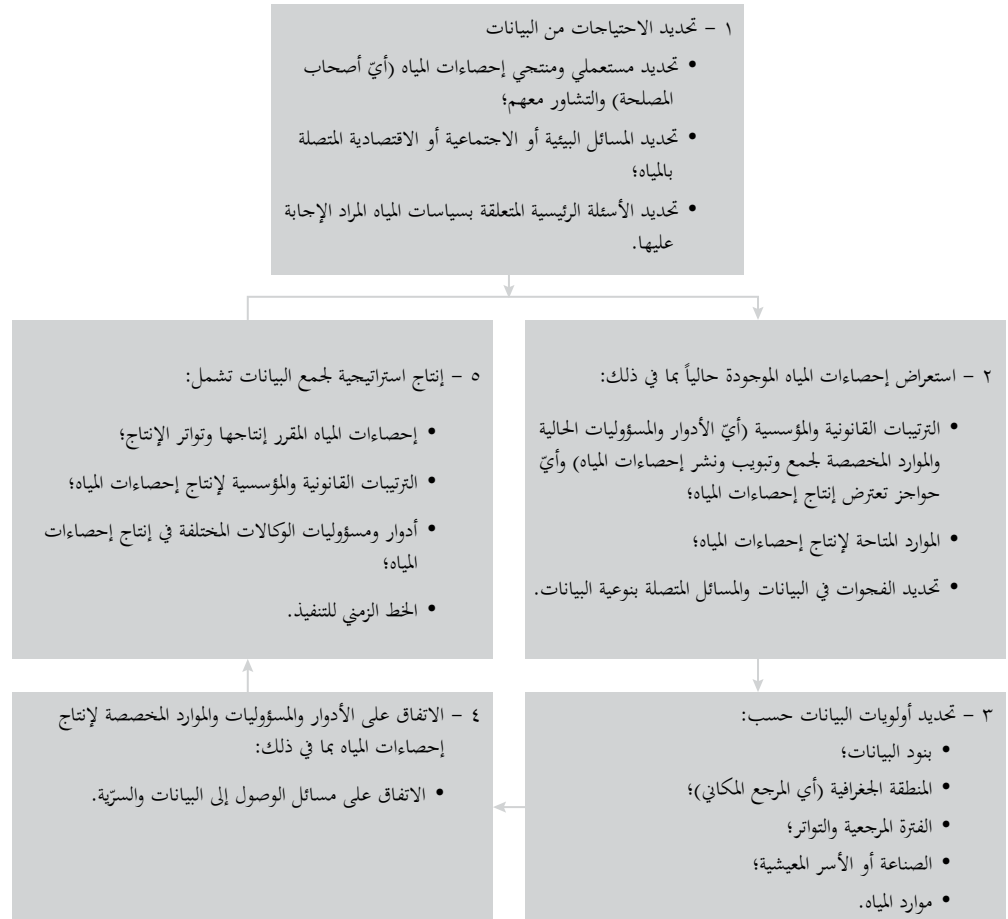 ١ – تحديد الاحتياجات من البيانات
• تحديد مستعملي ومنتجي إحصاءات المياه (أيّ أصحاب
المصلحة) والتشاور معهم؛
• تحديد المسائل البيئية أو الاجتماعية أو الاقتصادية المتصلة
بالمياه؛
• تحديد الأسئلة الرئيسية المتعلقة بسياسات المياه المراد الإجابة
عليها.
٢ – استعراض إحصاءات المياه الموجودة حالياً بما في ذلك:
• الترتيبات القانونية والمؤسسية (أيّ الأدوار والمسؤوليات الحالية
والموارد المخصصة لجمع وتبويب ونشر إحصاءات المياه) وأيّ
حواجز تعترض إنتاج إحصاءات المياه؛
• الموارد المتاحة لإنتاج إحصاءات المياه؛
• تحديد الفجوات في البيانات والمسائل المتصلة بنوعية البيانات.
٣ – تحديد أولويات البيانات حسب:
• بنود البيانات؛
• المنطقة الجغرافية (أي المرجع المكاني)؛
• الفترة المرجعية والتواتر؛
• الصناعة أو الأسر المعيشية؛
• موارد المياه.
٤ – الاتفاق على الأدوار والمسؤوليات والموارد المخصصة لإنتاج
إحصاءات المياه بما في ذلك:
• الاتفاق على مسائل الوصول إلى البيانات والسرّية.
٥ – إنتاج استراتيجية لجمع البيانات تشمل:
• إحصاءات المياه المقرر إنتاجها وتواتر الإنتاج؛
• الترتيبات القانونية والمؤسسية لإنتاج إحصاءات المياه؛
• أدوار ومسؤوليات الوكالات المختلفة في إنتاج إحصاءات
المياه؛
• الخط الزمني للتنفيذ.